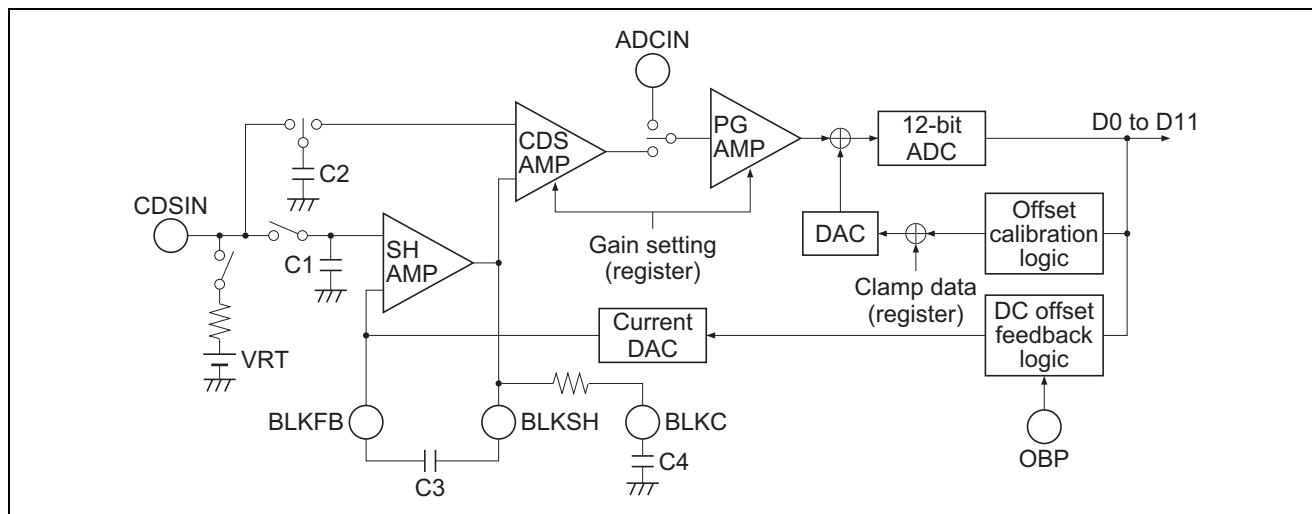 ADCIN
CDS
AMP
PG
AMP
12-bit
ADC
D0 to D11
C2
CDSIN
C1
SH
AMP
Gain setting
(register)
DAC
Offset
calibration
logic
Clamp data
(register)
VRT
Current
DAC
DC offset
feedback
logic
BLKFB
BLKSH
BLKC
C3
C4
OBP